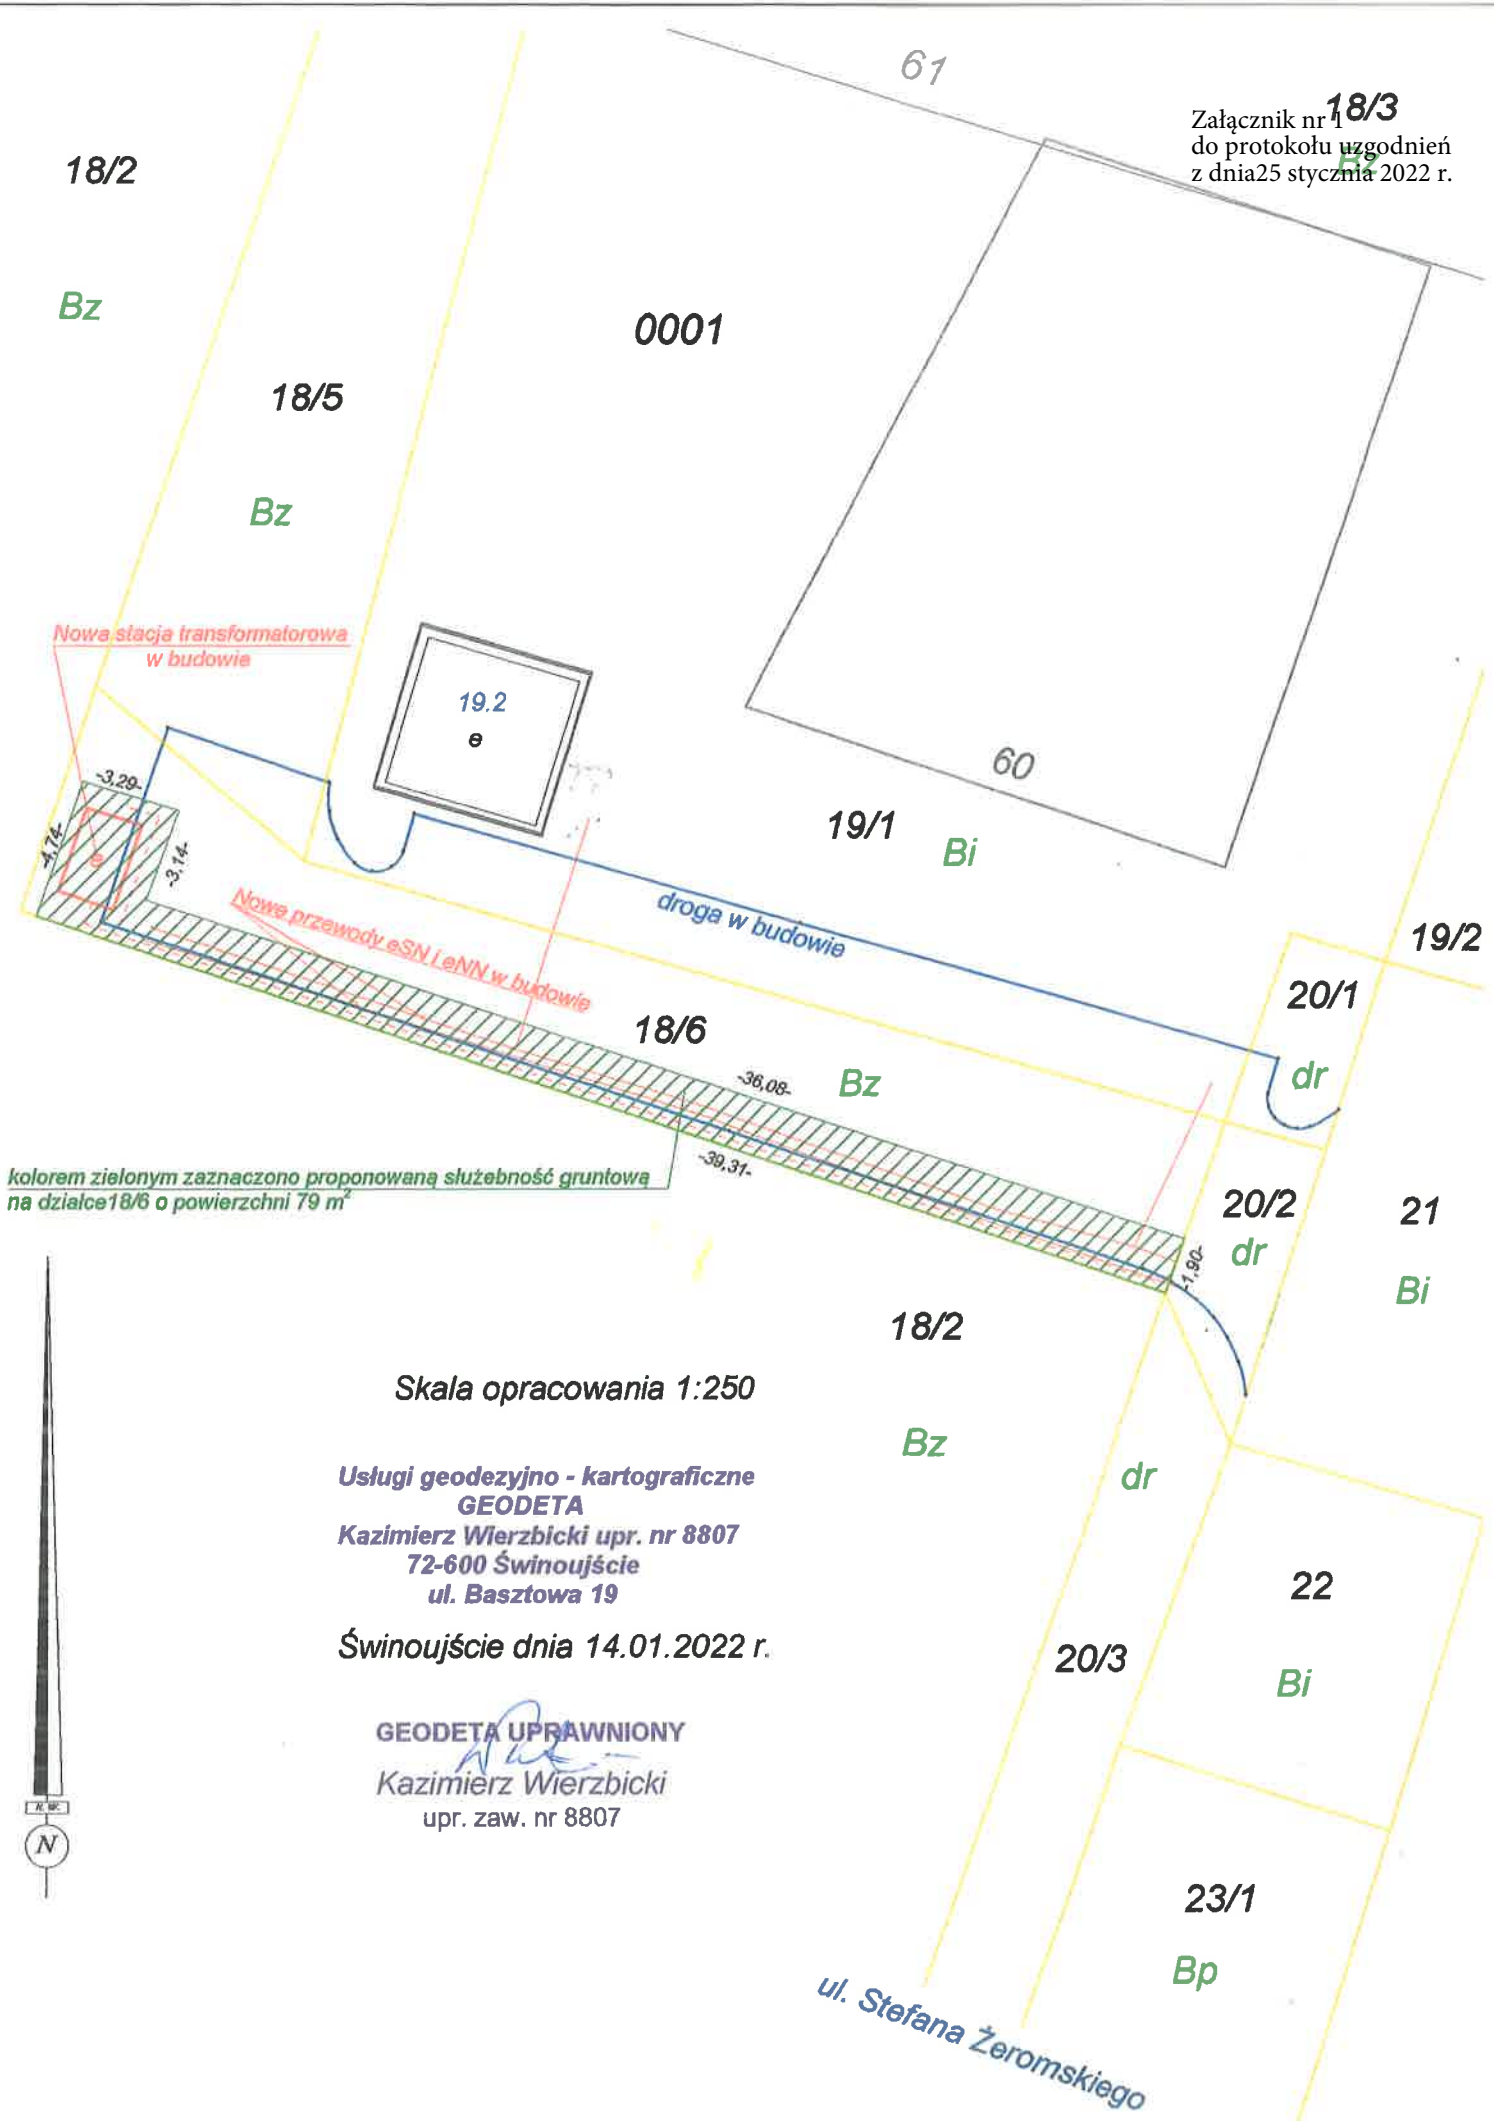 61
18/3
Załącznik nr 1
do protokołu uzgodnień
z dnia25 stycznia 2022 r.
Bz
18/2
Bz
0001
18/5
Bz
Nowa stacja transformatorowa
w budowie
19.2
e
60
-3,29-
19/1
Bi
-4,74-
e
-3,14-
Nowe przewody eSN i eNN w budowie
droga w budowie
19/2
20/1
18/6
dr
-36,08-
Bz
-39,31-
kolorem zielonym zaznaczono proponowaną służebność gruntową
na działce18/6 o powierzchni 79 m²
20/2
21
dr
-1,90-
Bi
18/2
Skala opracowania 1:250
Bz
dr
Usługi geodezyjno - kartograficzne
GEODETA
Kazimierz Wierzbicki upr. nr 8807
72-600 Świnoujście
ul. Basztowa 19
22
Świnoujście dnia 14.01.2022 r.
20/3
Bi
GEODETA UPRAWNIONY
Kazimierz Wierzbicki
upr. zaw. nr 8807
N
23/1
Bp
ul. Stefana Żeromskiego